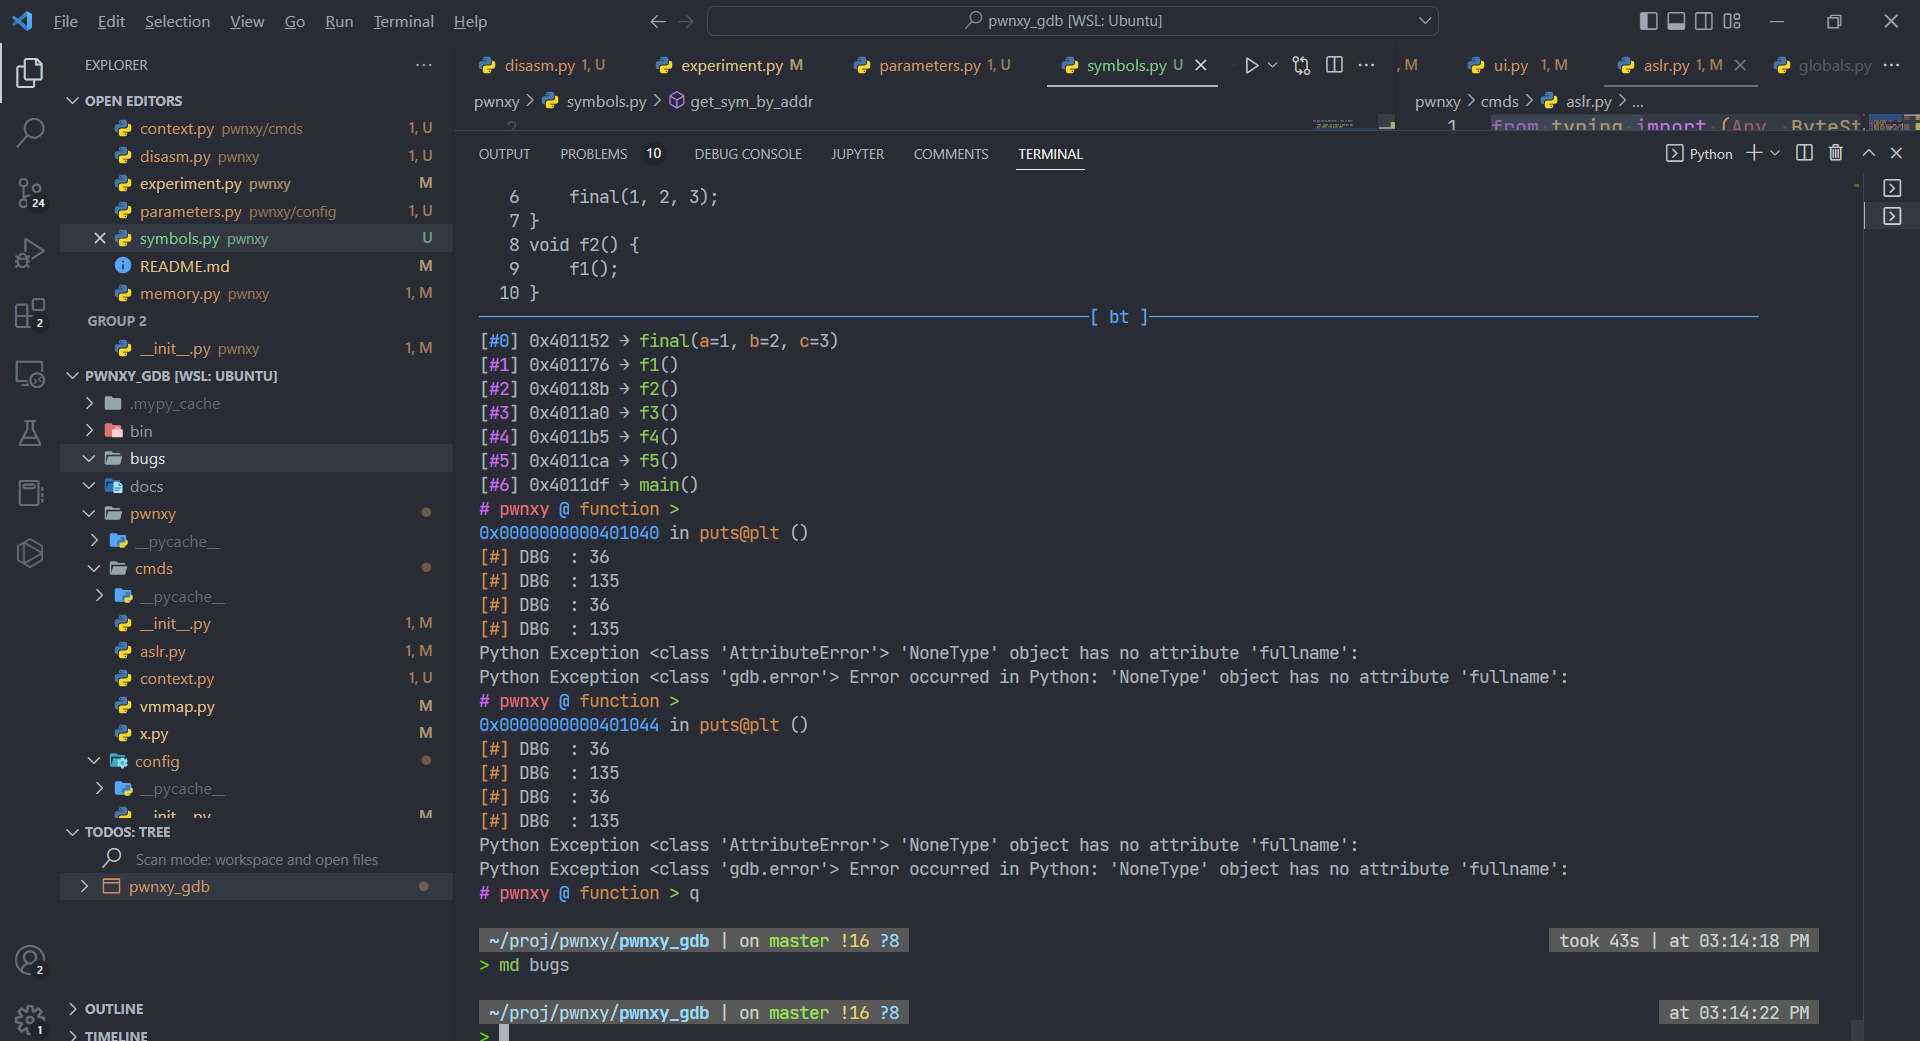 File Edit Selection View Go Run Terminal Help
pwnxy_gdb [WSL: Ubuntu]
EXPLORER
OPEN EDITORS
context.py pwnxy/cmds 1, U
disasm.py pwnxy 1, U
experiment.py pwnxy M
parameters.py pwnxy/config 1, U
symbols.py pwnxy U
README.md M
memory.py pwnxy 1, M
GROUP 2
__init__.py pwnxy 1, M
PWNXY_GDB [WSL: UBUNTU]
.mypy_cache
bin
bugs
docs
pwnxy
__pycache__
cmds
__pycache__
__init__.py 1, M
aslr.py 1, M
context.py 1, U
vmmap.py M
x.py M
config
__pycache__
__init__.py M
TODOS: TREE
Scan mode: workspace and open files
pwnxy_gdb
OUTLINE
TIMELINE
24
2
2
1
disasm.py 1, U experiment.py M parameters.py 1, U symbols.py U
pwnxy > symbols.py > get_sym_by_addr
2
, M ui.py 1, M aslr.py 1, M globals.py
pwnxy > cmds > aslr.py > ...
1 from typing import (Any, ByteSt
OUTPUT PROBLEMS 10 DEBUG CONSOLE JUPYTER COMMENTS TERMINAL
Python
6 final(1, 2, 3);
7 }
8 void f2() {
9 f1();
10 }
[ bt ]
[#0] 0x401152 → final(a=1, b=2, c=3)
[#1] 0x401176 → f1()
[#2] 0x40118b → f2()
[#3] 0x4011a0 → f3()
[#4] 0x4011b5 → f4()
[#5] 0x4011ca → f5()
[#6] 0x4011df → main()
# pwnxy @ function >
0x0000000000401040 in puts@plt ()
[#] DBG : 36
[#] DBG : 135
[#] DBG : 36
[#] DBG : 135
Python Exception <class 'AttributeError'> 'NoneType' object has no attribute 'fullname':
Python Exception <class 'gdb.error'> Error occurred in Python: 'NoneType' object has no attribute 'fullname':
# pwnxy @ function >
0x0000000000401044 in puts@plt ()
[#] DBG : 36
[#] DBG : 135
[#] DBG : 36
[#] DBG : 135
Python Exception <class 'AttributeError'> 'NoneType' object has no attribute 'fullname':
Python Exception <class 'gdb.error'> Error occurred in Python: 'NoneType' object has no attribute 'fullname':
# pwnxy @ function > q
~/proj/pwnxy/pwnxy_gdb | on master !16 ?8 took 43s | at 03:14:18 PM
> md bugs
~/proj/pwnxy/pwnxy_gdb | on master !16 ?8 at 03:14:22 PM
>